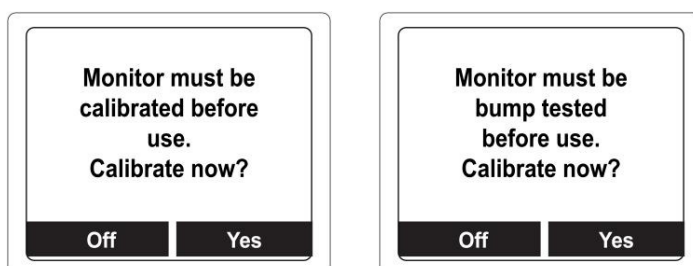 Monitor must be
calibrated before
use.
Calibrate now?
Off Yes
Monitor must be
bump tested
before use.
Calibrate now?
Off Yes